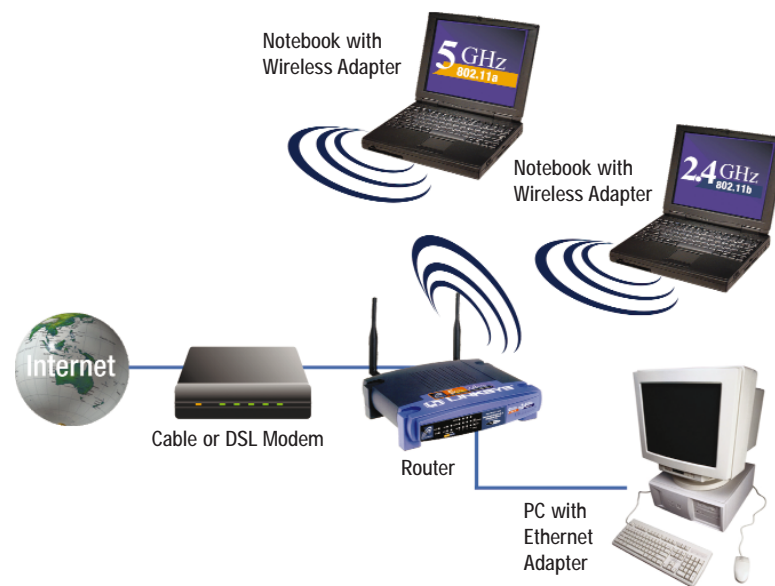 Notebook with
Wireless Adapter
5 GHz
802.11a
Notebook with
Wireless Adapter
2.4 GHz
802.11b
Internet
Cable or DSL Modem
LINKSYS
Router
PC with
Ethernet
Adapter